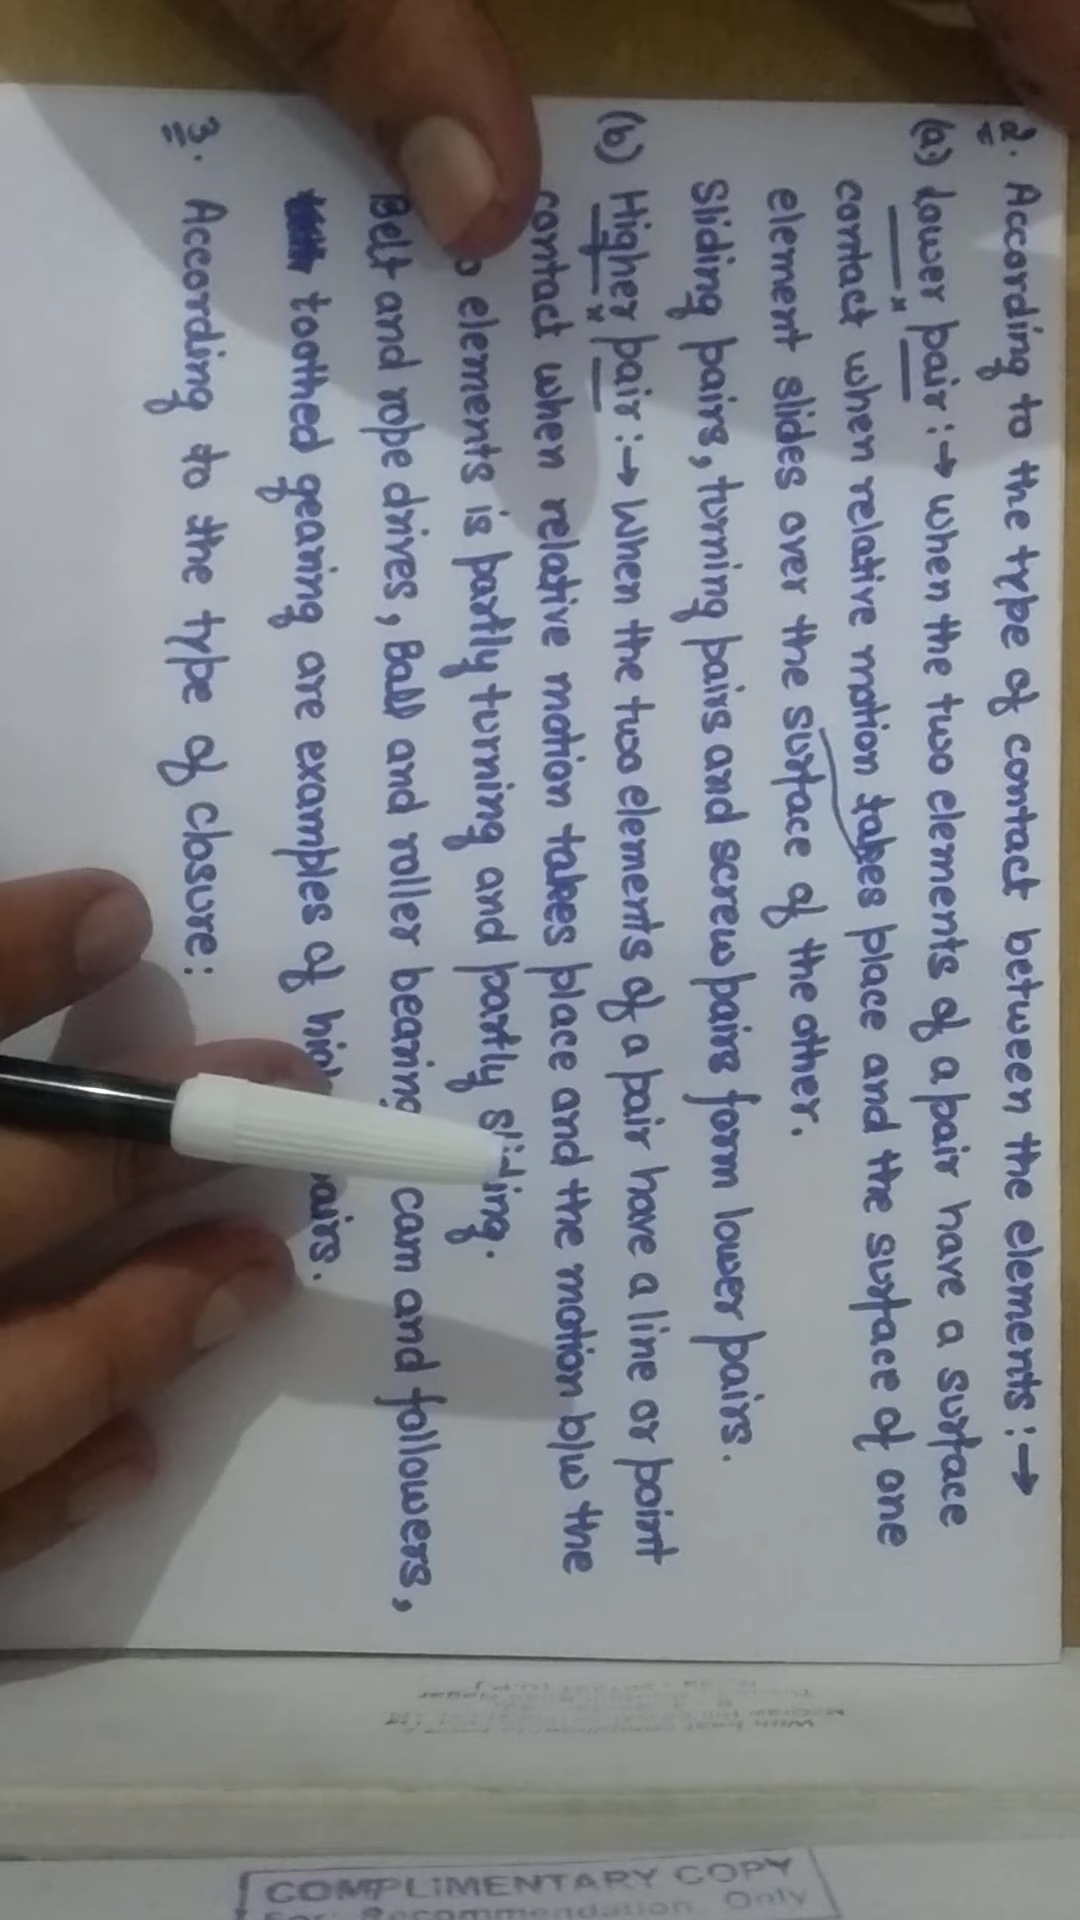 2. According to the type of contact between the elements :→
(a) Lower pair :→ when the two elements of a pair have a surface
contact when relative motion takes place and the surface of one
element slides over the surface of the other.
Sliding pairs, turning pairs and screw pairs form lower pairs.
(b) Higher pair :→ When the two elements of a pair have a line or point
contact when relative motion takes place and the motion b/w the
elements is partly turning and partly sliding.
Belt and rope drives, Ball and roller bearing cam and followers,
toothed gearing are examples of
3. According to the type of closure:
COMPLIMENTARY COPY
For Recommendation Only